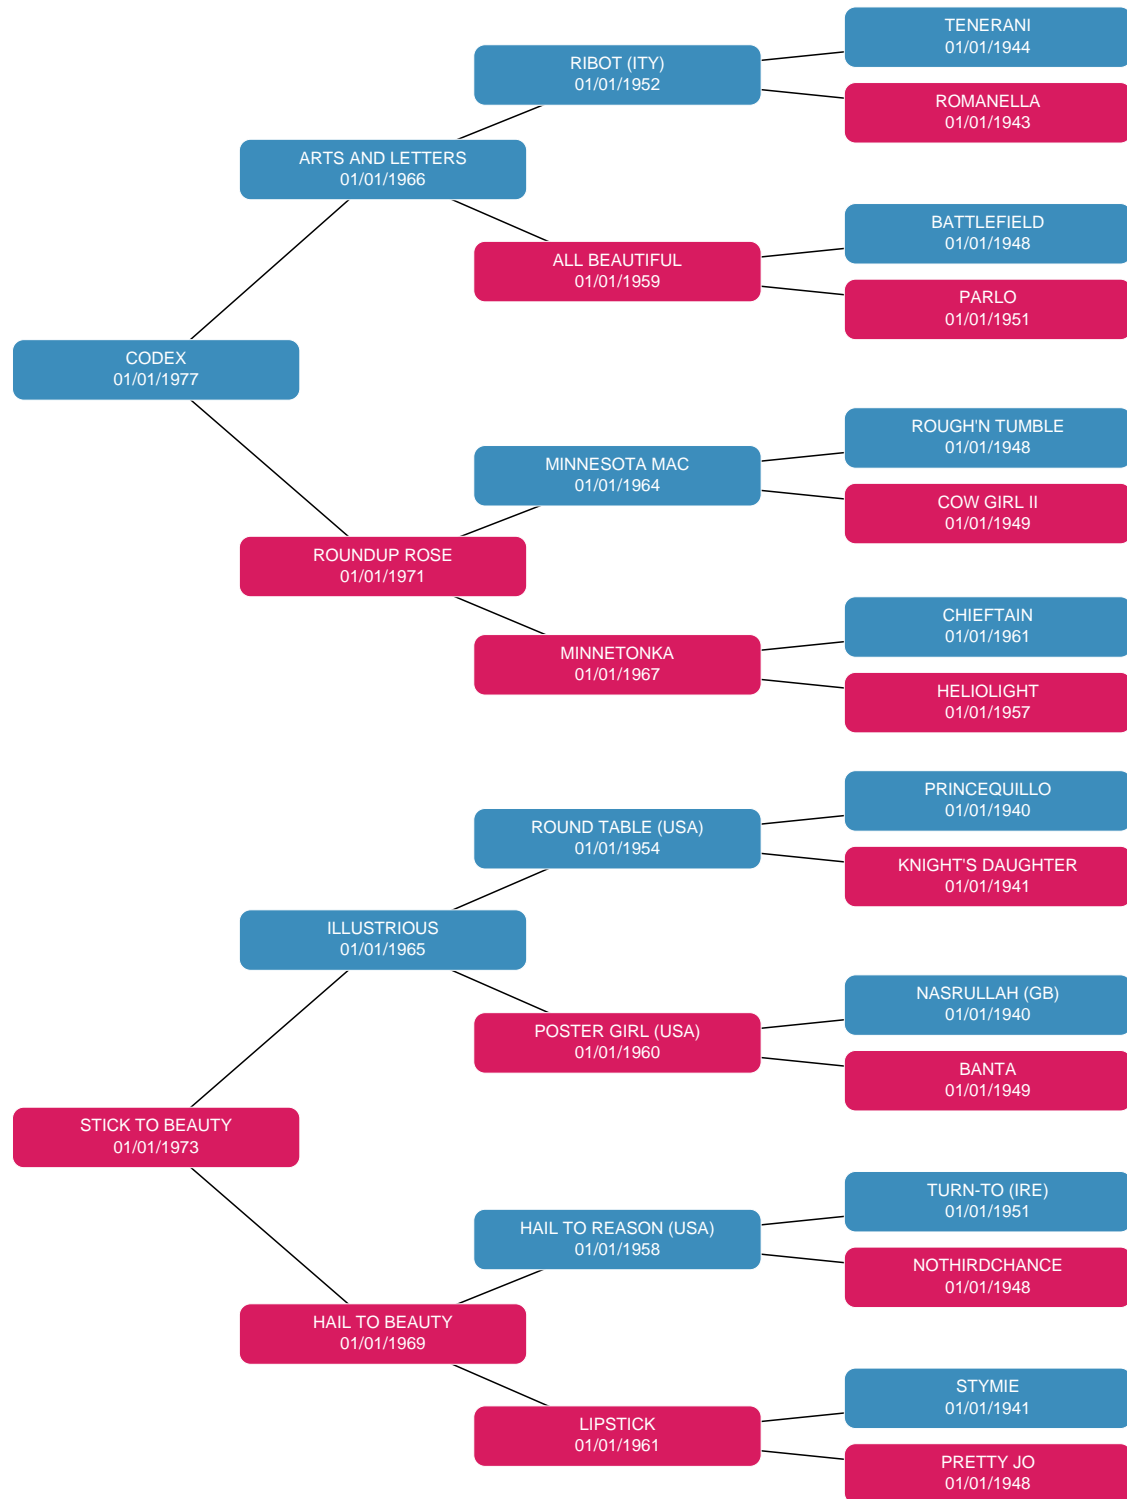 TENERANI
01/01/1944
RIBOT (ITY)
01/01/1952
ROMANELLA
01/01/1943
ARTS AND LETTERS
01/01/1966
BATTLEFIELD
01/01/1948
ALL BEAUTIFUL
01/01/1959
PARLO
01/01/1951
CODEX
01/01/1977
ROUGH'N TUMBLE
01/01/1948
MINNESOTA MAC
01/01/1964
COW GIRL II
01/01/1949
ROUNDUP ROSE
01/01/1971
CHIEFTAIN
01/01/1961
MINNETONKA
01/01/1967
HELIOLIGHT
01/01/1957
PRINCEQUILLO
01/01/1940
ROUND TABLE (USA)
01/01/1954
KNIGHT'S DAUGHTER
01/01/1941
ILLUSTRIOUS
01/01/1965
NASRULLAH (GB)
01/01/1940
POSTER GIRL (USA)
01/01/1960
BANTA
01/01/1949
STICK TO BEAUTY
01/01/1973
TURN-TO (IRE)
01/01/1951
HAIL TO REASON (USA)
01/01/1958
NOTHIRDCHANCE
01/01/1948
HAIL TO BEAUTY
01/01/1969
STYMIE
01/01/1941
LIPSTICK
01/01/1961
PRETTY JO
01/01/1948